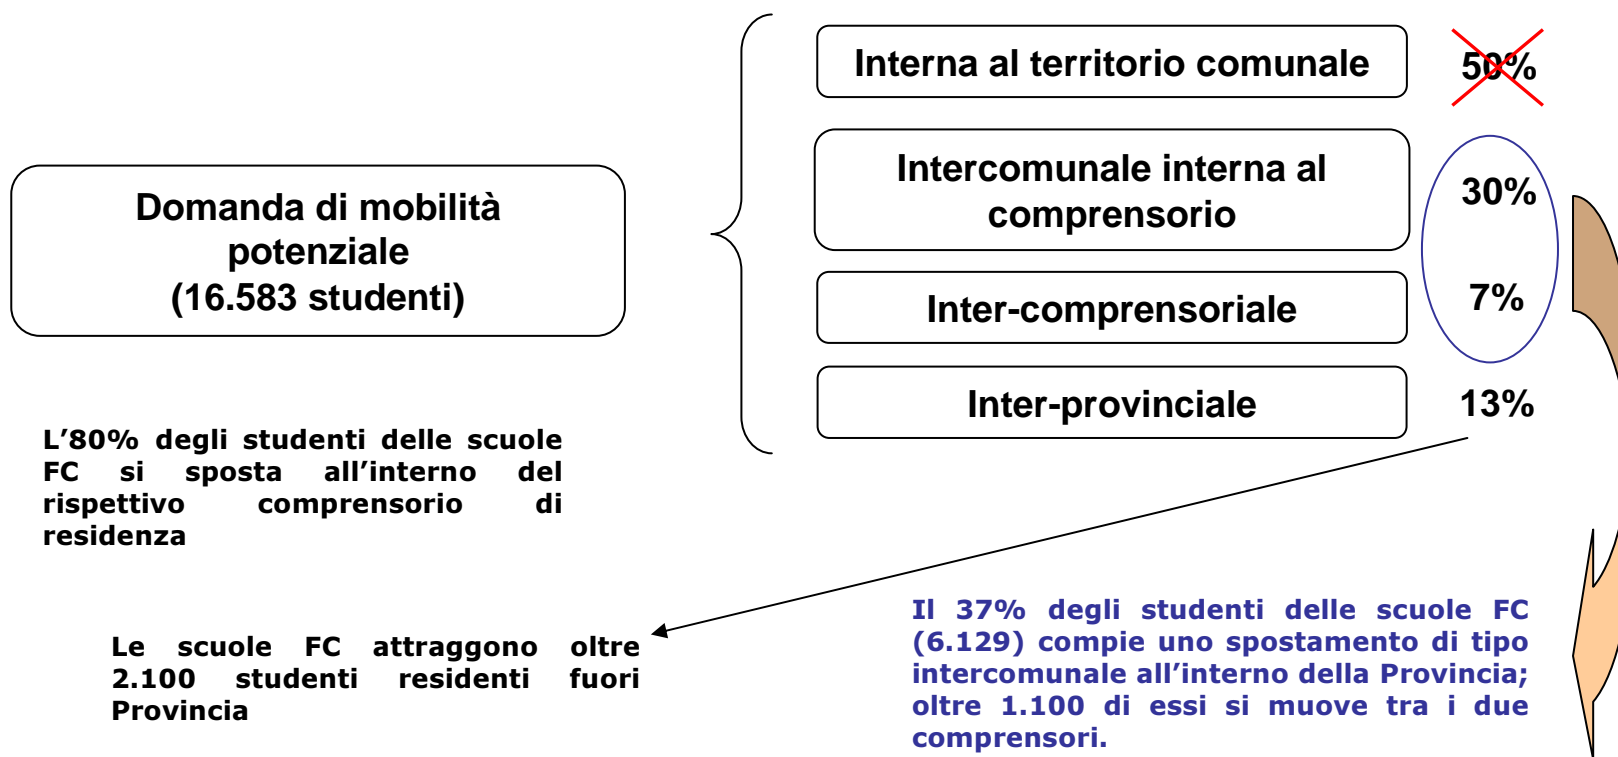 Interna al territorio comunale
50%
Intercomunale interna al
comprensorio
30%
Domanda di mobilità
potenziale
(16.583 studenti)
Inter-comprensoriale
7%
Inter-provinciale
13%
L’80% degli studenti delle scuole
FC si sposta all’interno del
rispettivo comprensorio di
residenza
Le scuole FC attraggono oltre
2.100 studenti residenti fuori
Provincia
Il 37% degli studenti delle scuole FC
(6.129) compie uno spostamento di tipo
intercomunale all’interno della Provincia;
oltre 1.100 di essi si muove tra i due
comprensori.